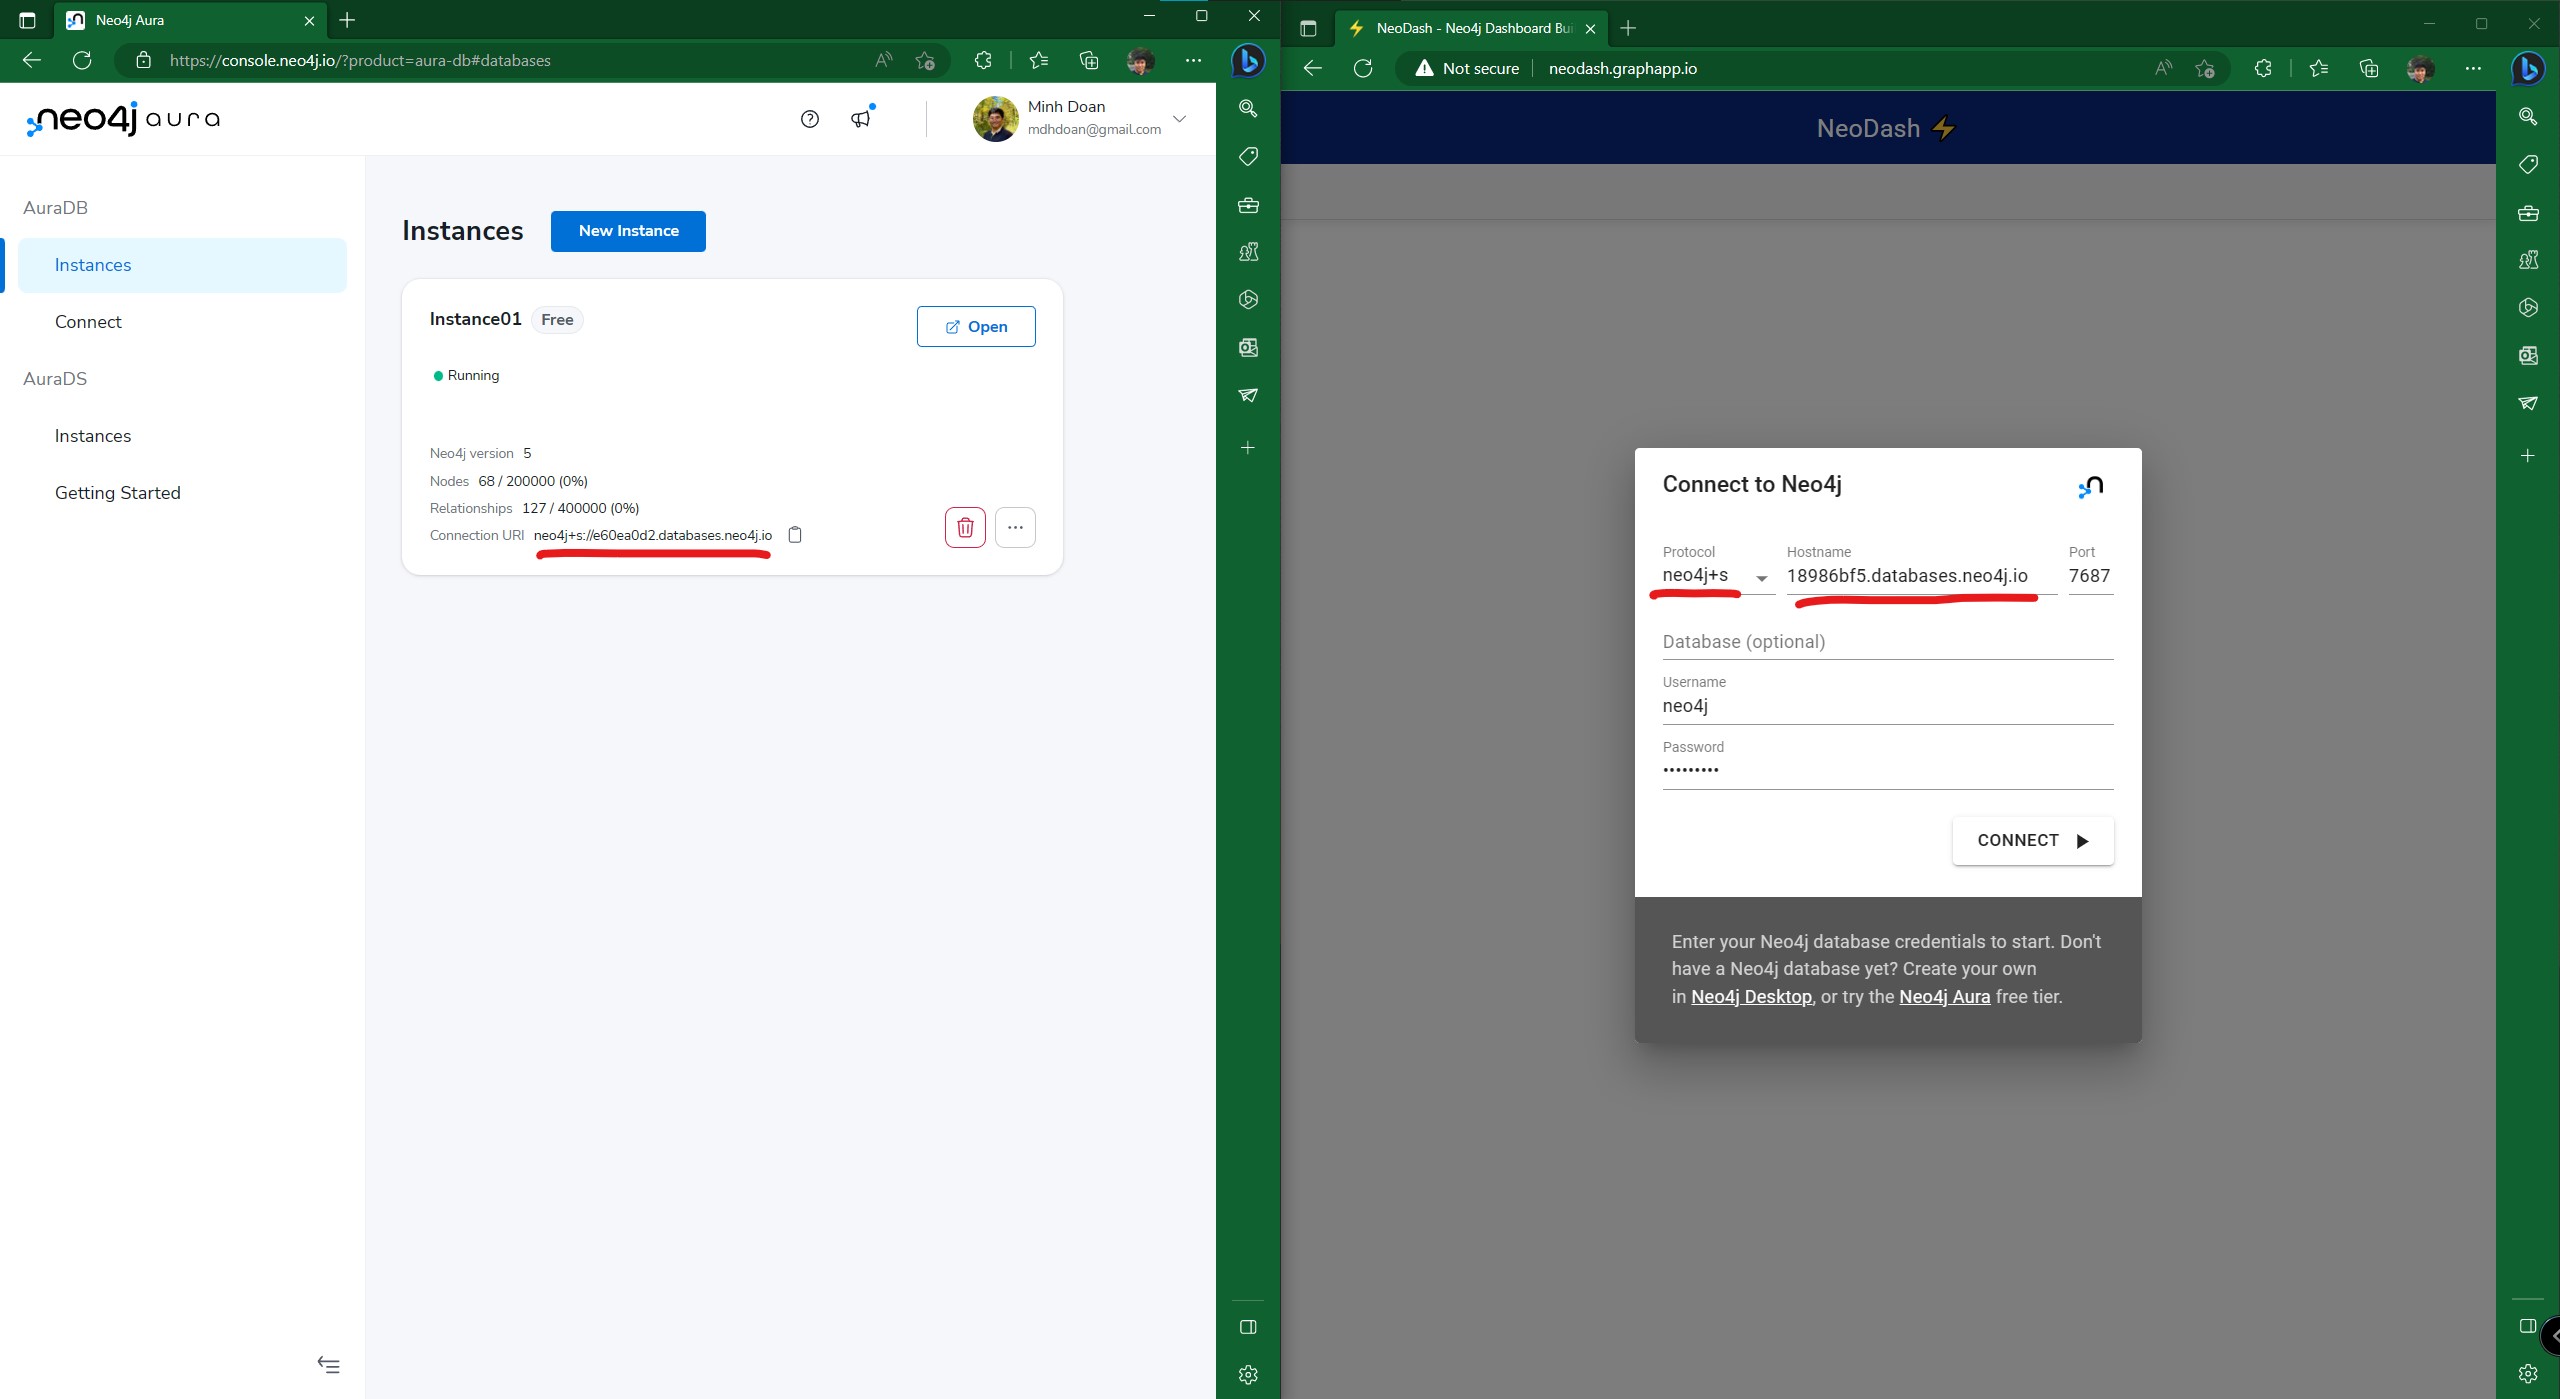 Neo4j Aura
https://console.neo4j.io/?product=aura-db#databases
neo4j aura
Minh Doan
mdhdoan@gmail.com
AuraDB
Instances
Connect
AuraDS
Instances
Getting Started
Instances
New Instance
Instance01
Free
Open
Running
Neo4j version 5
Nodes 68 / 200000 (0%)
Relationships 127 / 400000 (0%)
Connection URI neo4j+s://e60ea0d2.databases.neo4j.io
NeoDash - Neo4j Dashboard Bui
Not secure
neodash.graphapp.io
NeoDash ⚡
Connect to Neo4j
Protocol
neo4j+s
Hostname
18986bf5.databases.neo4j.io
Port
7687
Database (optional)
Username
neo4j
Password
•••••••••
CONNECT
Enter your Neo4j database credentials to start. Don't
have a Neo4j database yet? Create your own
in Neo4j Desktop, or try the Neo4j Aura free tier.